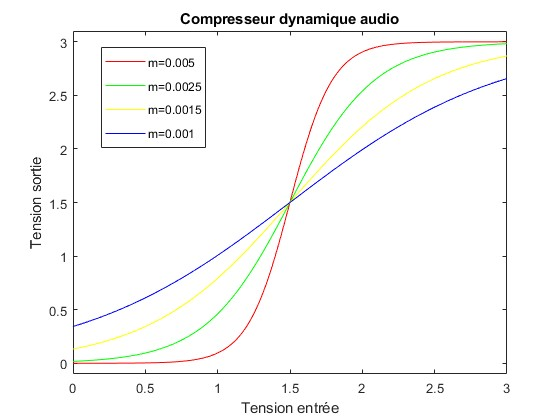 Compresseur dynamique audio
m=0.005
m=0.0025
m=0.0015
m=0.001
Tension sortie
3
2.5
2
1.5
1
0.5
0
0 0.5 1 1.5 2 2.5 3
Tension entrée